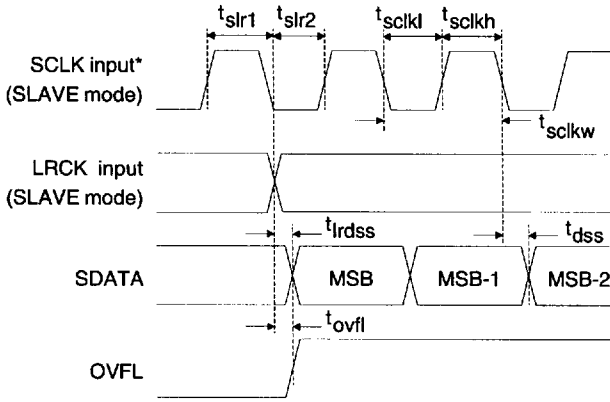 tslr1 tslr2 tsclkl tsclkh
SCLK input*
(SLAVE mode)
tsclkw
LRCK input
(SLAVE mode)
tlrdss tdss
SDATA MSB MSB-1 MSB-2
tovfl
OVFL